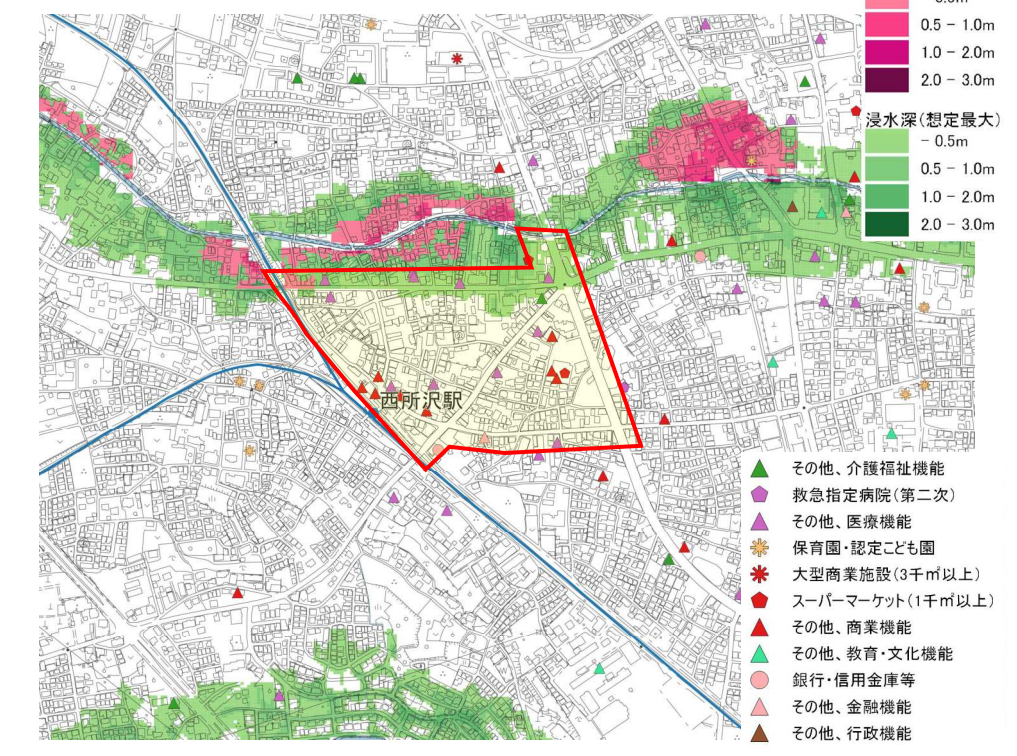 0.5 - 1.0m
1.0 - 2.0m
2.0 - 3.0m
浸水深(想定最大)
- 0.5m
0.5 - 1.0m
1.0 - 2.0m
2.0 - 3.0m
西所沢駅
その他、介護福祉機能
救急指定病院(第二次)
その他、医療機能
保育園・認定こども園
大型商業施設(3千㎡以上)
スーパーマーケット(1千㎡以上)
その他、商業機能
その他、教育・文化機能
銀行・信用金庫等
その他、金融機能
その他、行政機能